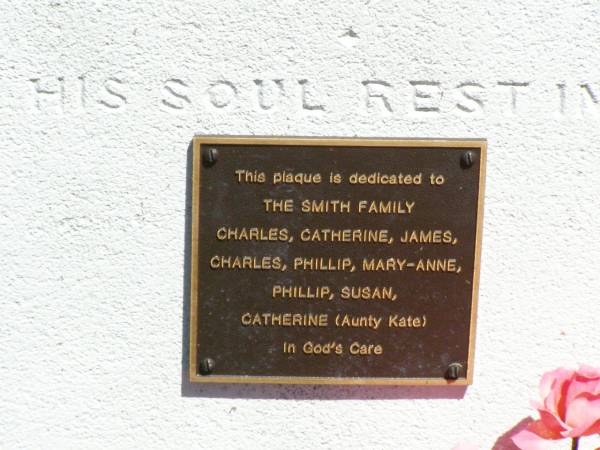 HIS SOUL REST IN
This plaque is dedicated to
THE SMITH FAMILY
CHARLES, CATHERINE, JAMES,
CHARLES, PHILLIP, MARY-ANNE,
PHILLIP, SUSAN,
CATHERINE (Aunty Kate)
In God's Care